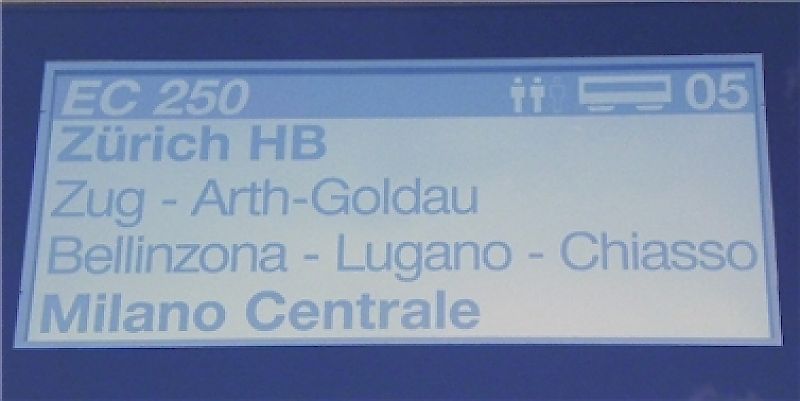 EC 250 05
Zürich HB
Zug - Arth-Goldau
Bellinzona - Lugano - Chiasso
Milano Centrale